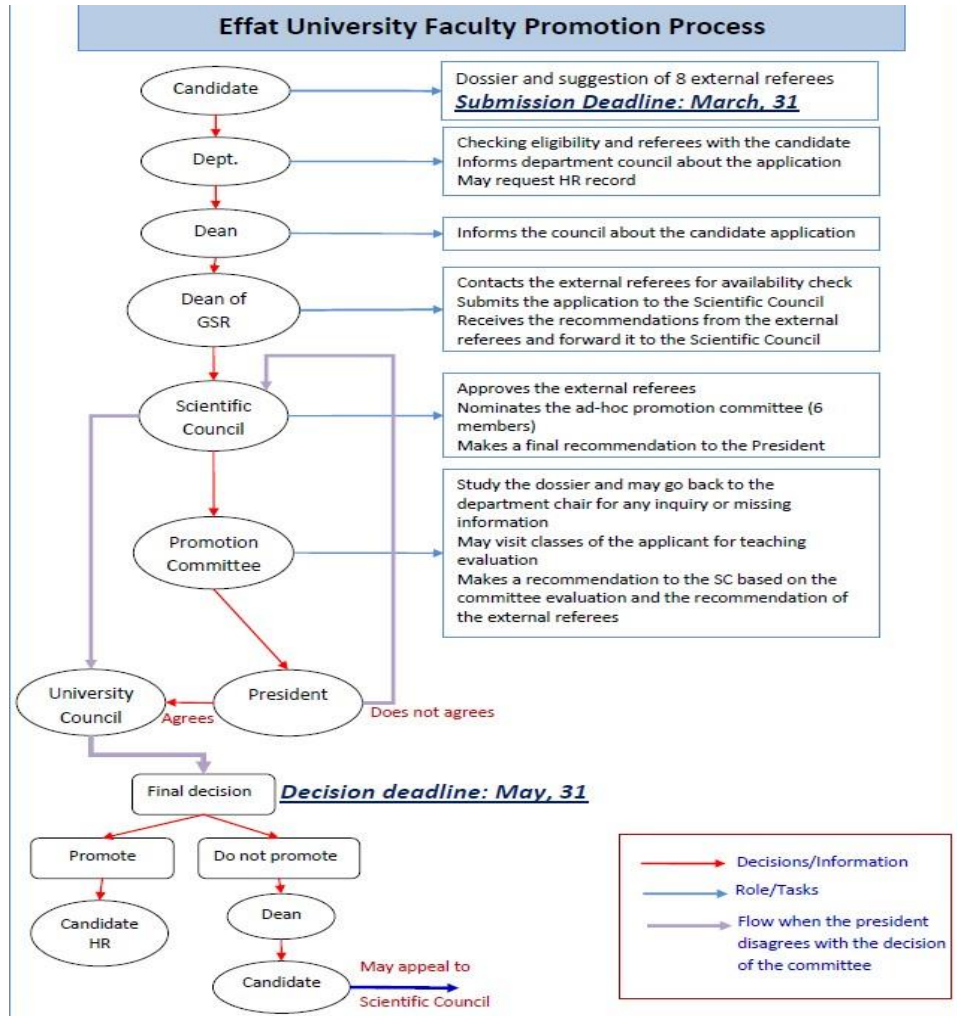 Effat University Faculty Promotion Process
Candidate
Dossier and suggestion of 8 external referees
Submission Deadline: March, 31
Dept.
Checking eligibility and referees with the candidate
Informs department council about the application
May request HR record
Dean
Informs the council about the candidate application
Dean of
GSR
Contacts the external referees for availability check
Submits the application to the Scientific Council
Receives the recommendations from the external
referees and forward it to the Scientific Council
Scientific
Council
Approves the external referees
Nominates the ad-hoc promotion committee (6
members)
Makes a final recommendation to the President
Promotion
Committee
Study the dossier and may go back to the
department chair for any inquiry or missing
information
May visit classes of the applicant for teaching
evaluation
Makes a recommendation to the SC based on the
committee evaluation and the recommendation of
the external referees
University
Council
Agrees
President
Does not agrees
Final decision
Decision deadline: May, 31
Promote
Do not promote
Candidate
HR
Dean
Candidate
May appeal to
Scientific Council
Decisions/Information
Role/Tasks
Flow when the president
disagrees with the decision
of the committee